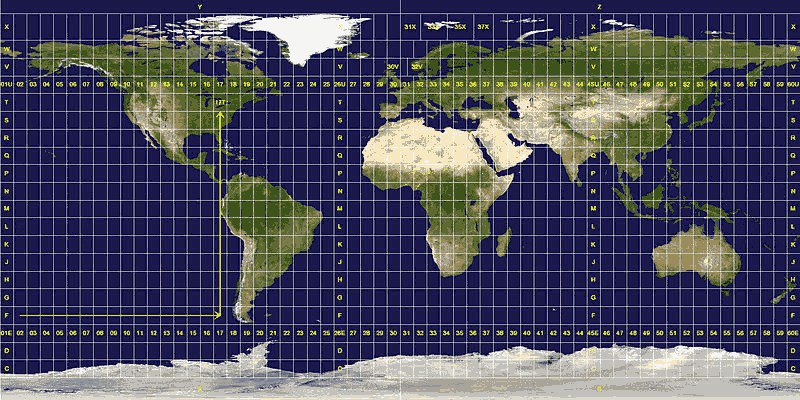 Y Z
X 31X 35X 37X X
W W W
V 30V 32V V V
01U 02 03 04 05 06 07 08 09 10 11 12 13 14 15 16 17 18 19 20 21 22 23 24 25 26U 27 28 29 30 31 32 33 34 35 36 37 38 39 40 41 42 43 44 45U 46 47 48 49 50 51 52 53 54 55 56 57 58 59 60U
T 17T T T T
S S S S
R R R R
Q Q Q Q
P P P P
N N N N
M M M M
L L L L
K K K K
J J J J
H H H H
G G G G
F F F F
01E 02 03 04 05 06 07 08 09 10 11 12 13 14 15 16 17 18 19 20 21 22 23 24 25 26E 27 28 29 30 31 32 33 34 35 36 37 38 39 40 41 42 43 44 45E 46 47 48 49 50 51 52 53 54 55 56 57 58 59 60E
D D D D
C C C C
A B